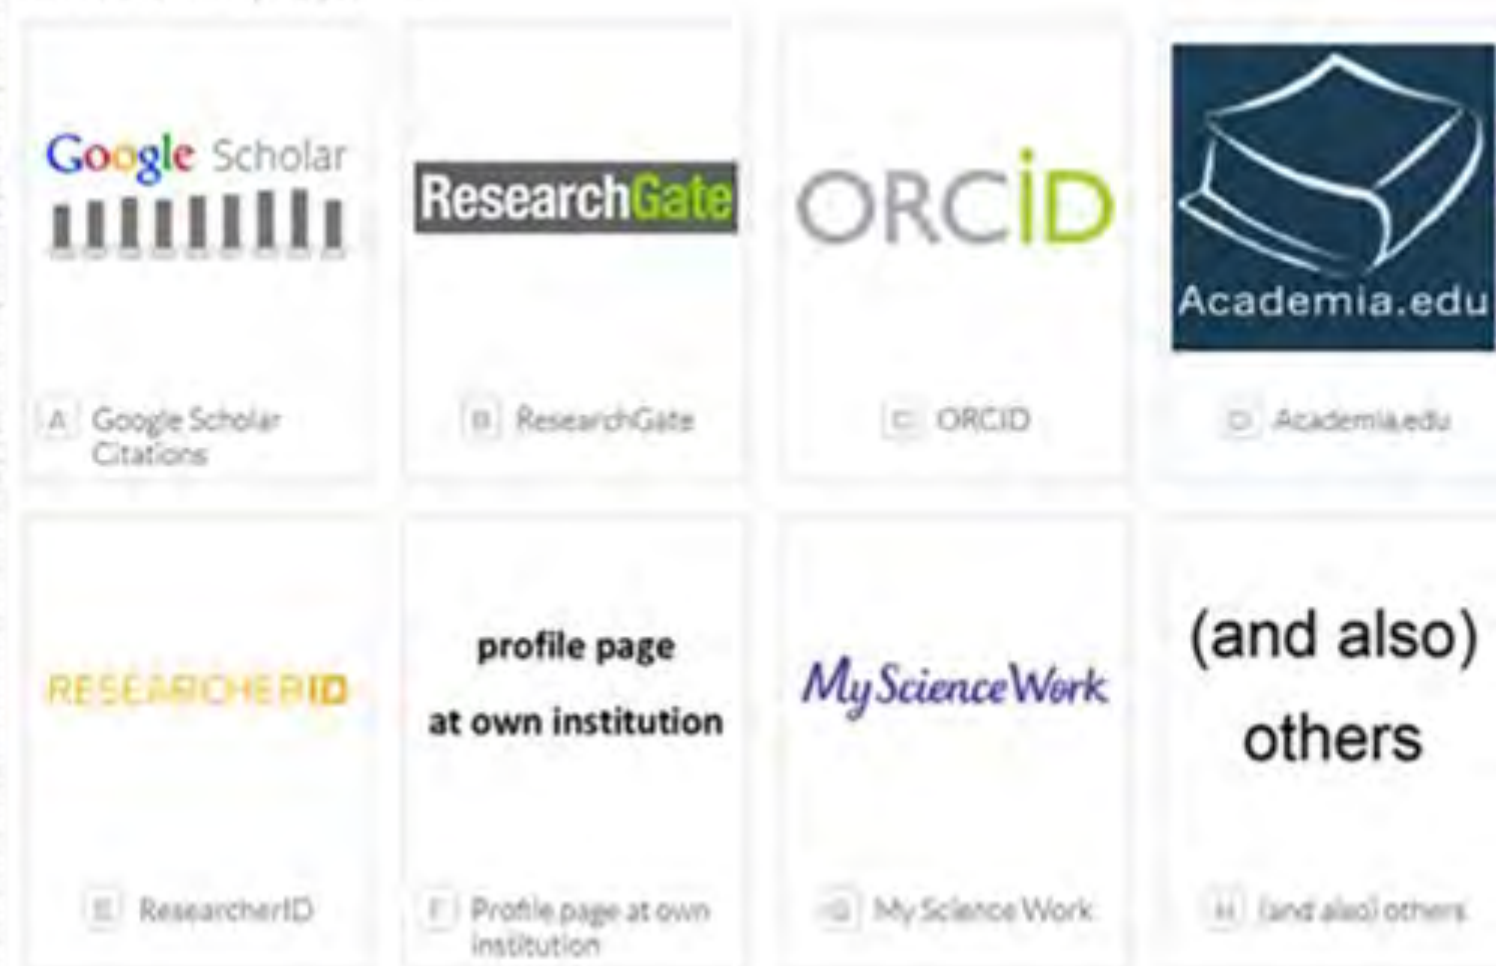 Google Scholar
ResearchGate
ORCiD
Academia.edu
A Google Scholar
Citations
B ResearchGate
C ORCID
D Academia.edu
RESEARCHERID
profile page
at own institution
MyScienceWork
(and also)
others
E ResearcherID
F Profile page at own
institution
G My Science Work
H (and also) others